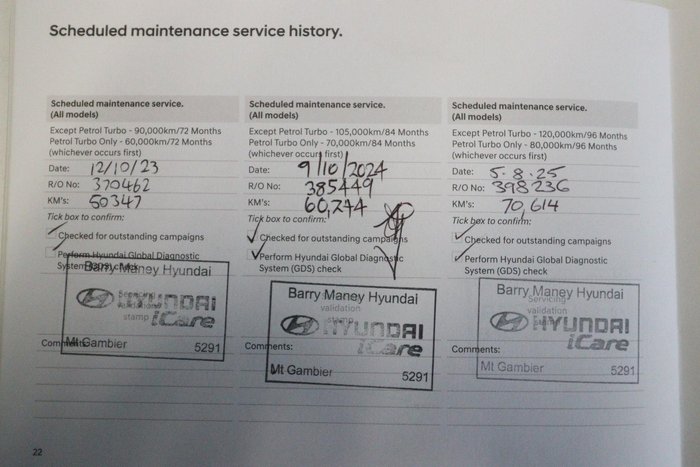 Scheduled maintenance service history.
Scheduled maintenance service.
(All models)
Except Petrol Turbo - 90,000km/72 Months
Petrol Turbo Only - 60,000km/72 Months
(whichever occurs first)
Date: 12/10/23
R/O No: 370462
KM's: 50347
Tick box to confirm:
Checked for outstanding campaigns
Perform Hyundai Global Diagnostic
System (GDS) check
Barry Maney Hyundai
Servicing
validation
stamp
HYUNDAI
iCare
Comments:
Mt Gambier 5291
Scheduled maintenance service.
(All models)
Except Petrol Turbo - 105,000km/84 Months
Petrol Turbo Only - 70,000km/84 Months
(whichever occurs first)
Date: 9/10/2024
R/O No: 385449
KM's: 60,744
Tick box to confirm:
Checked for outstanding campaigns
Perform Hyundai Global Diagnostic
System (GDS) check
Barry Maney Hyundai
validation
HYUNDAI
iCare
Comments:
Mt Gambier 5291
Scheduled maintenance service.
(All models)
Except Petrol Turbo - 120,000km/96 Months
Petrol Turbo Only - 80,000km/96 Months
(whichever occurs first)
Date: 5.8.25
R/O No: 398236
KM's: 70,614
Tick box to confirm:
Checked for outstanding campaigns
Perform Hyundai Global Diagnostic
System (GDS) check
Barry Maney Hyundai
Servicing
validation
HYUNDAI
iCare
Comments:
Mt Gambier 5291
22